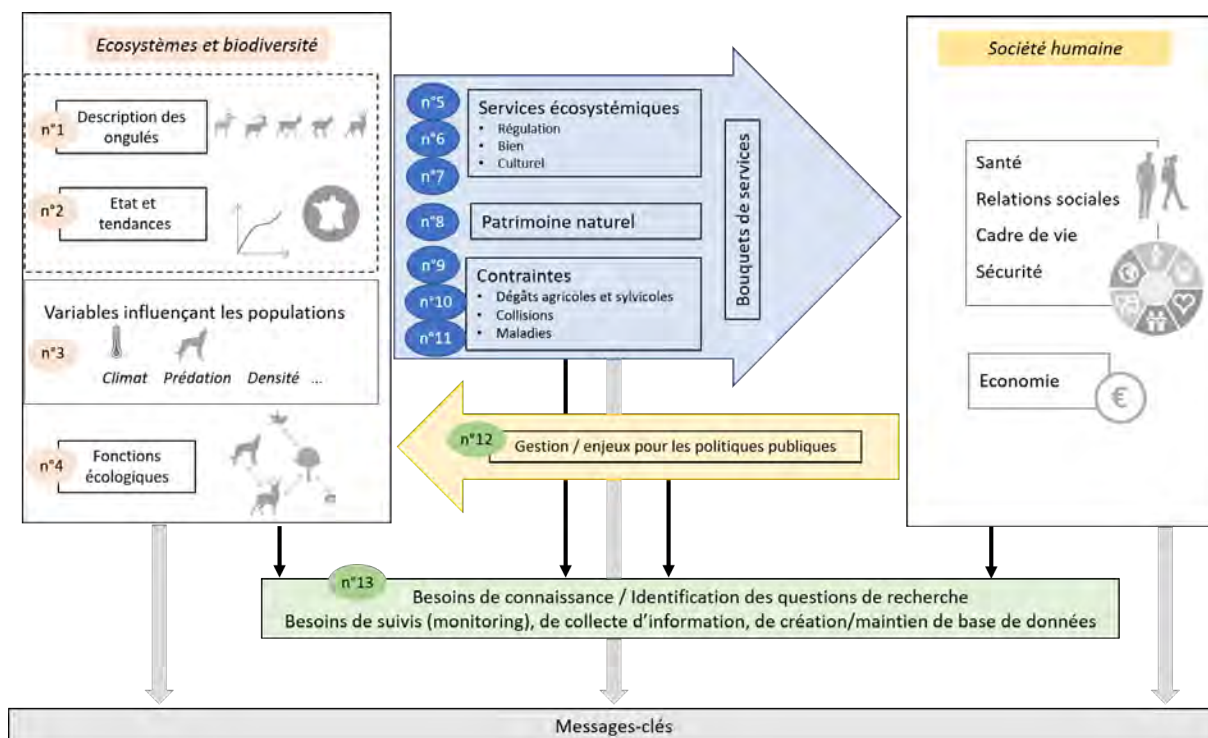 Ecosystèmes et biodiversité
n°1
Description des
ongulés
n°2
Etat et
tendances
Variables influençant les populations
n°3
Climat Prédation Densité ...
n°4
Fonctions
écologiques
n°5
n°6
n°7
Services écosystémiques
• Régulation
• Bien
• Culturel
n°8
Patrimoine naturel
n°9
n°10
n°11
Contraintes
• Dégâts agricoles et sylvicoles
• Collisions
• Maladies
Bouquets de services
n°12
Gestion / enjeux pour les politiques publiques
Société humaine
Santé
Relations sociales
Cadre de vie
Sécurité
Economie
€
n°13
Besoins de connaissance / Identification des questions de recherche
Besoins de suivis (monitoring), de collecte d'information, de création/maintien de base de données
Messages-clés